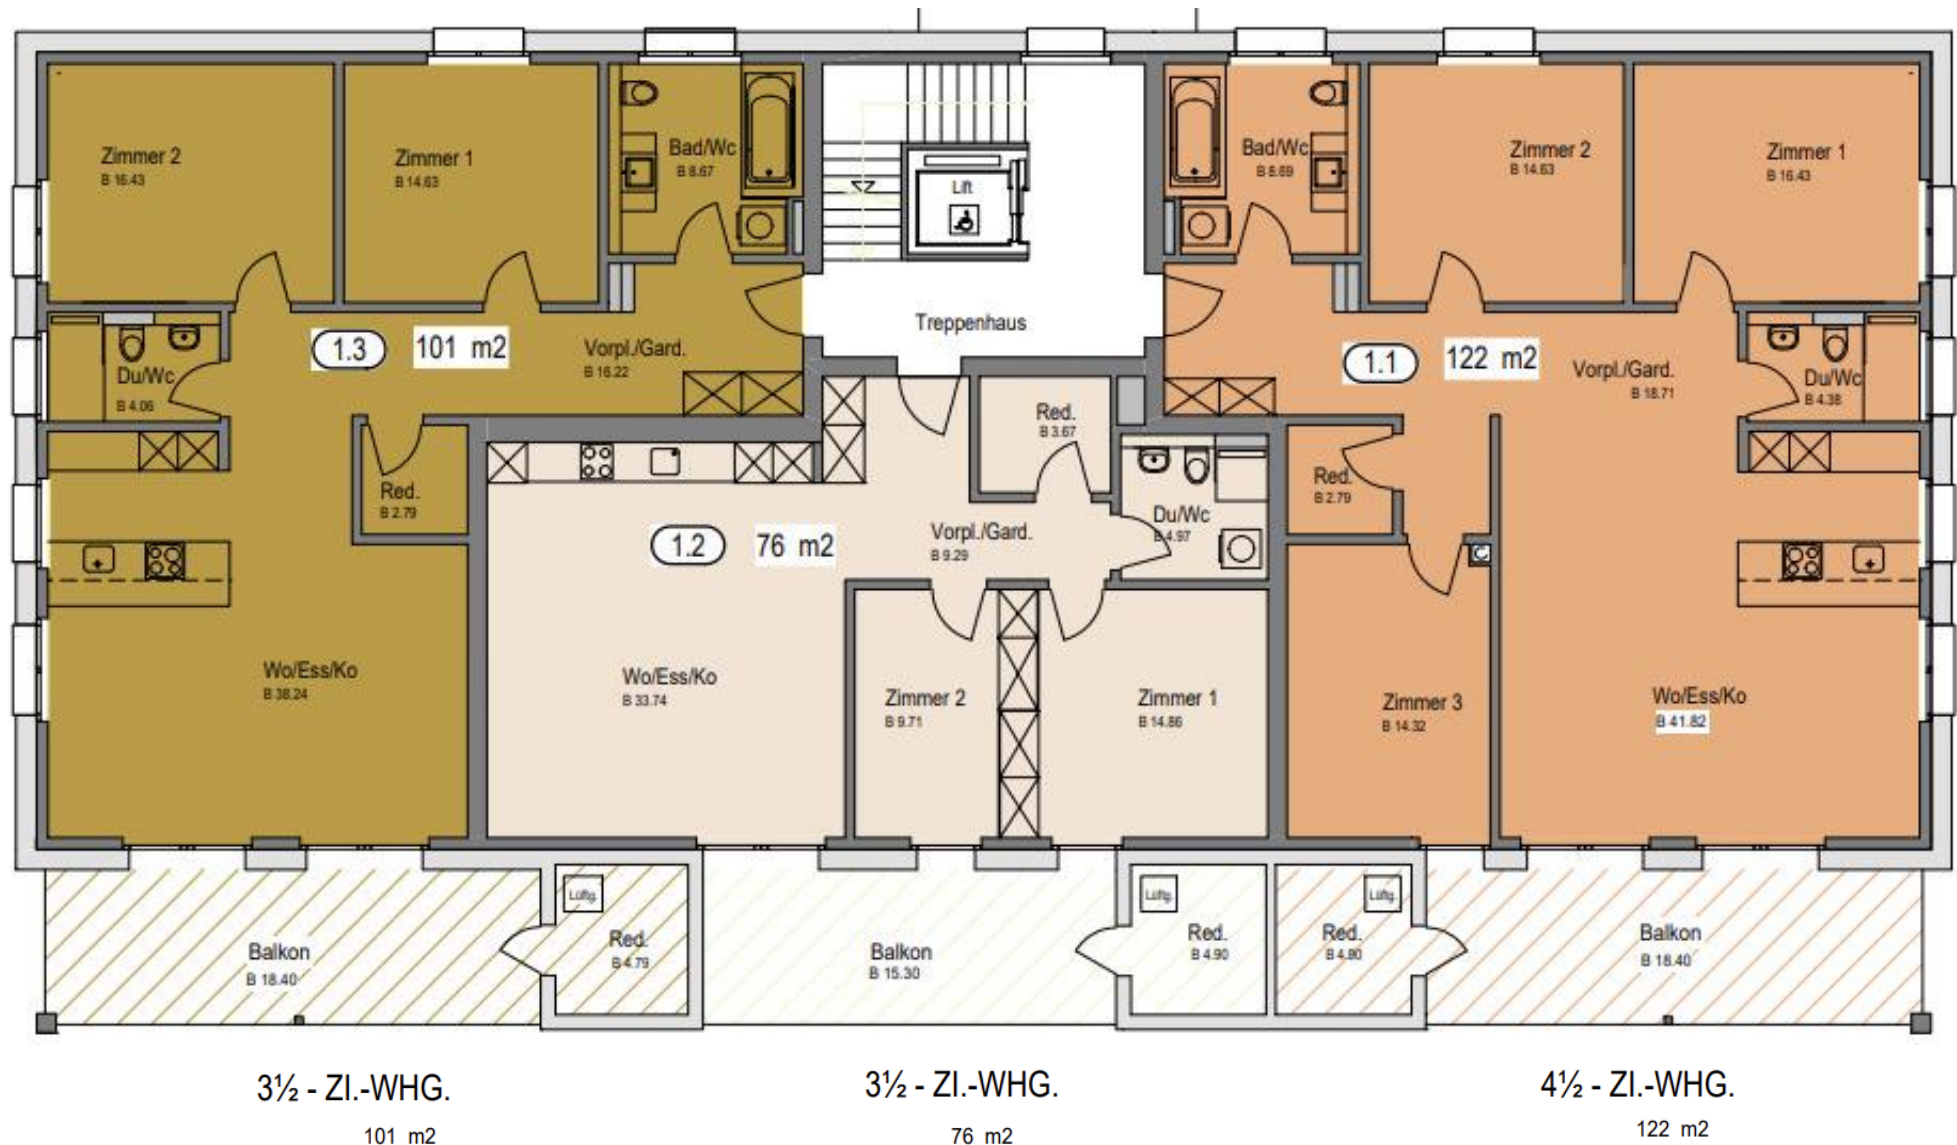 Zimmer 2
B 16.43
Zimmer 1
B 14.63
Bad/Wc
B 8.67
Lift
Bad/Wc
B 8.69
Zimmer 2
B 14.63
Zimmer 1
B 16.43
Treppenhaus
Du/Wc
B 4.06
1.3
101 m2
Vorpl./Gard.
B 16.22
1.1
122 m2
Vorpl./Gard.
B 18.71
Du/Wc
B 4.38
Red.
B 2.79
Red.
B 3.67
Red.
B 2.79
1.2
76 m2
Vorpl./Gard.
B 9.29
Du/Wc
B 4.97
C
Wo/Ess/Ko
B 38.24
Wo/Ess/Ko
B 33.74
Zimmer 2
B 9.71
Zimmer 1
B 14.86
Zimmer 3
B 14.32
Wo/Ess/Ko
B 41.82
Lüftg.
Lüftg.
Lüftg.
Balkon
B 18.40
Red.
B 4.79
Balkon
B 15.30
Red.
B 4.90
Red.
B 4.80
Balkon
B 18.40
3½ - ZI.-WHG.
101 m2
3½ - ZI.-WHG.
76 m2
4½ - ZI.-WHG.
122 m2